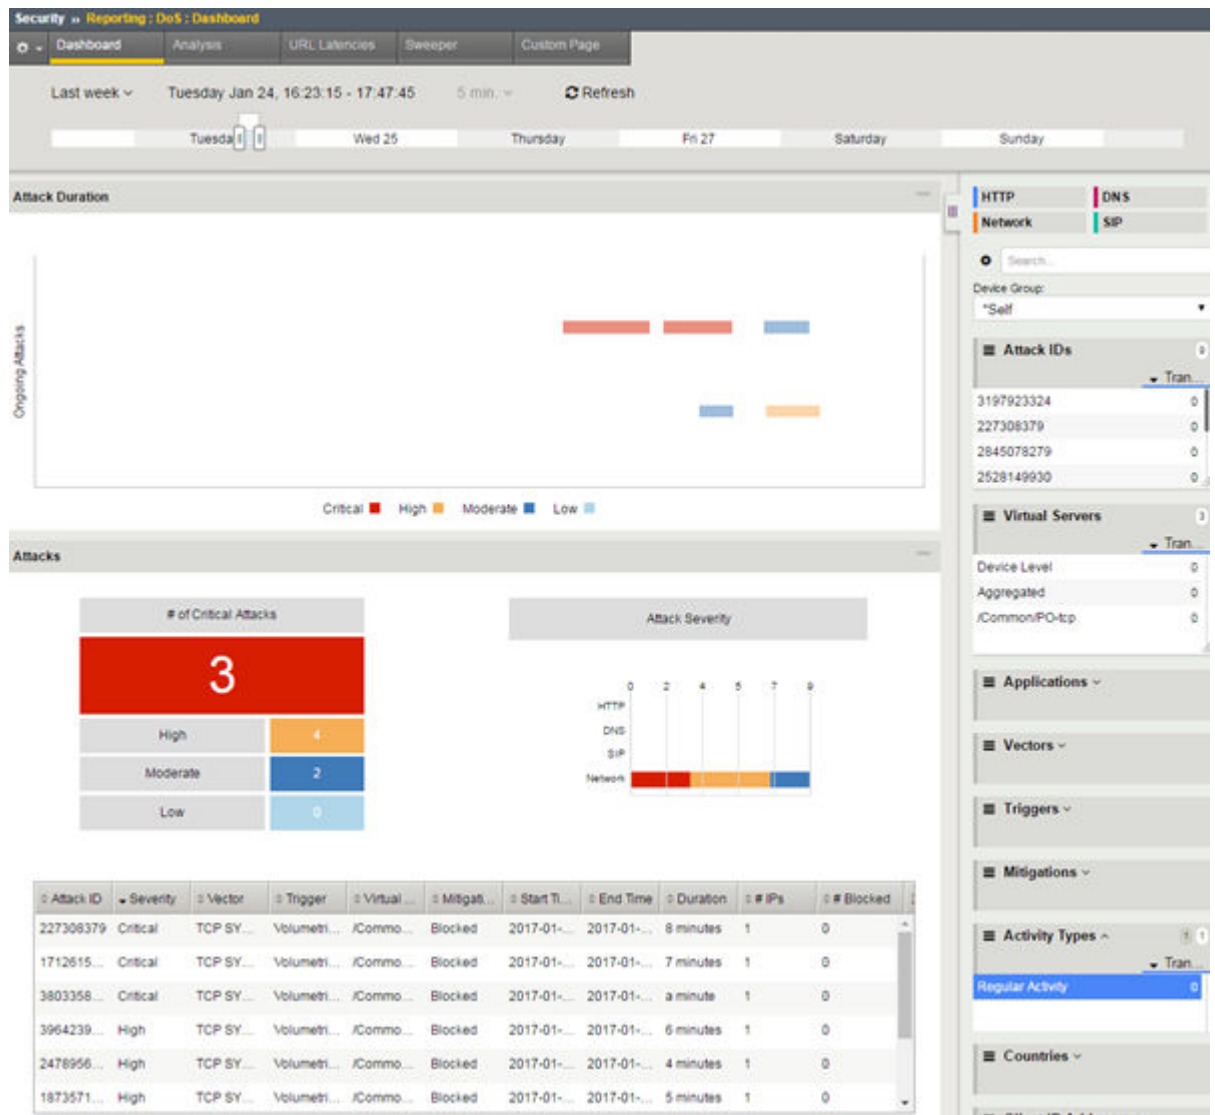 Security » Reporting : DoS : Dashboard
Dashboard Analysis URL Latencies Sweeper Custom Page
Last week Tuesday Jan 24, 16:23:15 - 17:47:45 5 min. Refresh
Tuesda Wed 25 Thursday Fri 27 Saturday Sunday
Attack Duration
Ongoing Attacks
Critical High Moderate Low
Attacks
# of Critical Attacks
3
High 4
Moderate 2
Low 0
Attack Severity
0 2 4 5 7 9
HTTP
DNS
SIP
Network
Attack ID Severity Vector Trigger Virtual ... Mitigati... Start Ti... End Time Duration # IPs # Blocked
227308379 Critical TCP SY... Volumetri... /Commo... Blocked 2017-01-... 2017-01-... 8 minutes 1 0
1712615... Critical TCP SY... Volumetri... /Commo... Blocked 2017-01-... 2017-01-... 7 minutes 1 0
3803358... Critical TCP SY... Volumetri... /Commo... Blocked 2017-01-... 2017-01-... a minute 1 0
3964239... High TCP SY... Volumetri... /Commo... Blocked 2017-01-... 2017-01-... 6 minutes 1 0
2478956... High TCP SY... Volumetri... /Commo... Blocked 2017-01-... 2017-01-... 4 minutes 1 0
1873571... High TCP SY... Volumetri... /Commo... Blocked 2017-01-... 2017-01-... 5 minutes 1 0
HTTP DNS
Network SIP
Search...
Device Group:
*Self
Attack IDs 9
Tran...
3197923324 0
227308379 0
2845078279 0
2528149930 0
Virtual Servers 3
Tran...
Device Level 0
Aggregated 0
/Common/PO-tcp 0
Applications
Vectors
Triggers
Mitigations
Activity Types 1 1
Tran...
Regular Activity 0
Countries